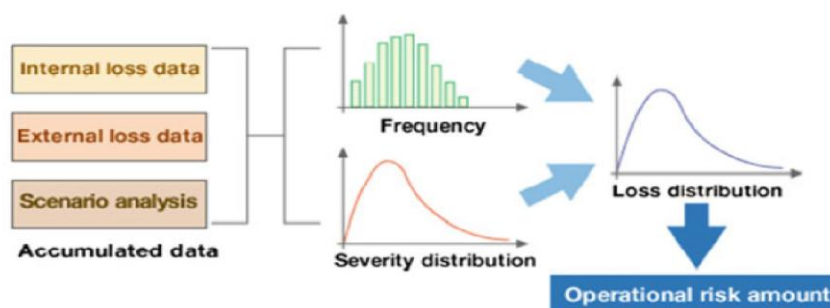 Internal loss data
External loss data
Scenario analysis
Accumulated data
Frequency
Severity distribution
Loss distribution
Operational risk amount